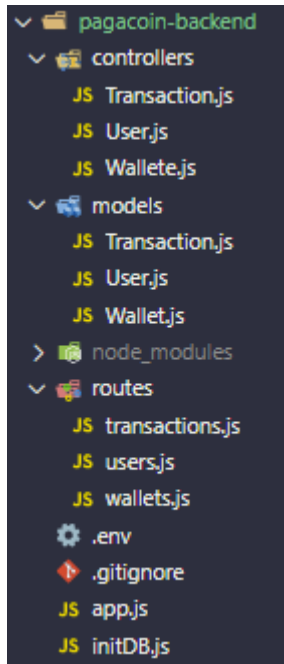 pagacoin-backend
controllers
JS Transaction.js
JS User.js
JS Wallete.js
models
JS Transaction.js
JS User.js
JS Wallet.js
node_modules
routes
JS transactions.js
JS users.js
JS wallets.js
.env
.gitignore
JS app.js
JS initDB.js